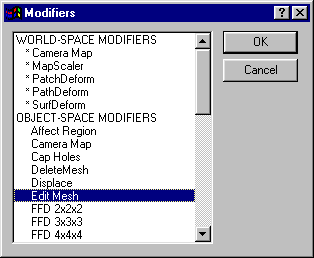 Modifiers
WORLD-SPACE MODIFIERS
* Camera Map
* MapScaler
* PatchDeform
* PathDeform
* SurfDeform
OBJECT-SPACE MODIFIERS
Affect Region
Camera Map
Cap Holes
DeleteMesh
Displace
Edit Mesh
FFD 2x2x2
FFD 3x3x3
FFD 4x4x4
OK
Cancel